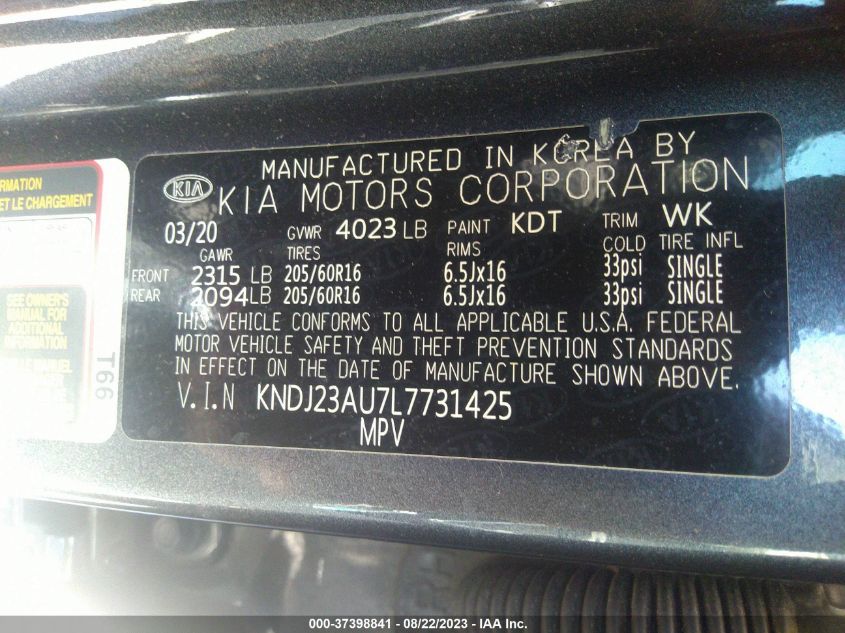 MANUFACTURED IN KOREA BY
KIA KIA MOTORS CORPORATION
03/20 GVWR 4023 LB PAINT KDT TRIM WK
GAWR TIRES RIMS COLD TIRE INFL
FRONT 2315 LB 205/60R16 6.5Jx16 33psi SINGLE
REAR 2094 LB 205/60R16 6.5Jx16 33psi SINGLE
THIS VEHICLE CONFORMS TO ALL APPLICABLE U.S.A. FEDERAL
MOTOR VEHICLE SAFETY AND THEFT PREVENTION STANDARDS
IN EFFECT ON THE DATE OF MANUFACTURE SHOWN ABOVE.
V.I.N KNDJ23AU7L7731425
MPV
RMATION
ET LE CHARGEMENT
SEE OWNER'S
MANUAL FOR
ADDITIONAL
INFORMATION
MANUEL
T66
000-37398841 - 08/22/2023 - IAA Inc.